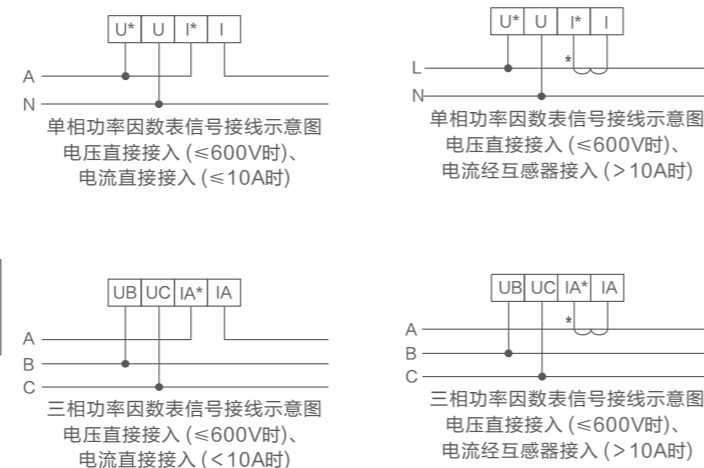 U* U I* I
A
N
单相功率因数表信号接线示意图
电压直接接入 (≤600V时)、
电流直接接入 (≤10A时)
U* U I* I
*
L
N
单相功率因数表信号接线示意图
电压直接接入 (≤600V时)、
电流经互感器接入 (>10A时)
UB UC IA* IA
A
B
C
三相功率因数表信号接线示意图
电压直接接入 (≤600V时)、
电流直接接入 (<10A时)
UB UC IA* IA
*
A
B
C
三相功率因数表信号接线示意图
电压直接接入 (≤600V时)、
电流经互感器接入 (>10A时)